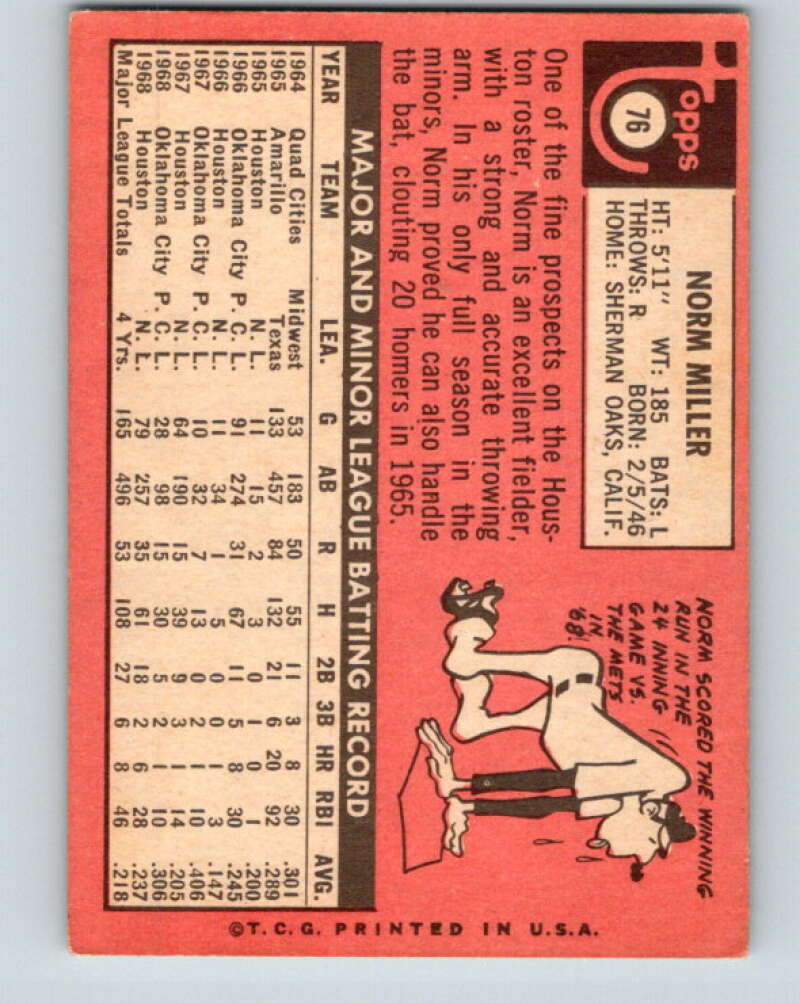 Topps
76
NORM MILLER
HT: 5'11" WT: 185 BATS: L
THROWS: R BORN: 2/5/46
HOME: SHERMAN OAKS, CALIF.
One of the fine prospects on the Hous-
ton roster, Norm is an excellent fielder,
with a strong and accurate throwing
arm. In his only full season in the
minors, Norm proved he can also handle
the bat, clouting 20 homers in 1965.
NORM SCORED THE WINNING
RUN IN THE
24 INNING
GAME VS.
THE METS
IN
'68!
MAJOR AND MINOR LEAGUE BATTING RECORD
YEAR TEAM LEA. G AB R H 2B 3B HR RBI AVG.
1964 Quad Cities Midwest 53 183 50 55 11 3 8 30 .301
1965 Amarillo Texas 133 457 84 132 21 6 20 92 .289
1965 Houston N. L. 11 15 2 3 0 1 0 1 .200
1966 Oklahoma City P. C. L. 91 274 31 67 11 5 8 30 .245
1966 Houston N. L. 11 34 1 5 0 0 1 3 .147
1967 Oklahoma City P. C. L. 10 32 7 13 0 2 1 10 .406
1967 Houston N. L. 64 190 15 39 9 3 1 14 .205
1968 Oklahoma City P. C. L. 28 98 15 30 5 2 1 10 .306
1968 Houston N. L. 79 257 35 61 18 2 6 28 .237
Major League Totals 4 Yrs. 165 496 53 108 27 6 8 46 .218
©T.C.G. PRINTED IN U.S.A.